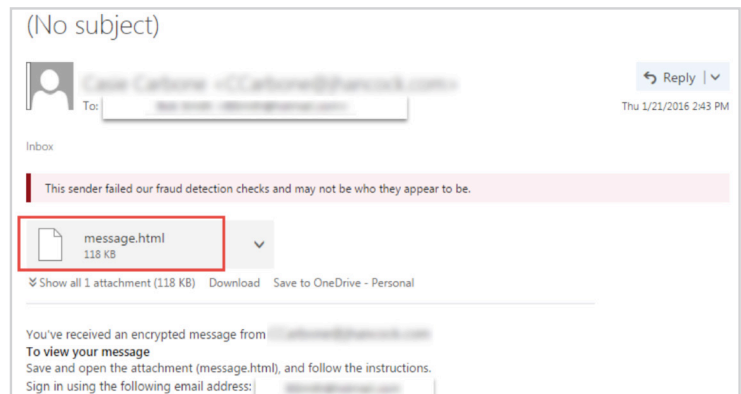 (No subject)
Reply
To:
Thu 1/21/2016 2:43 PM
Inbox
This sender failed our fraud detection checks and may not be who they appear to be.
message.html
118 KB
Show all 1 attachment (118 KB) Download Save to OneDrive - Personal
You've received an encrypted message from
To view your message
Save and open the attachment (message.html), and follow the instructions.
Sign in using the following email address: